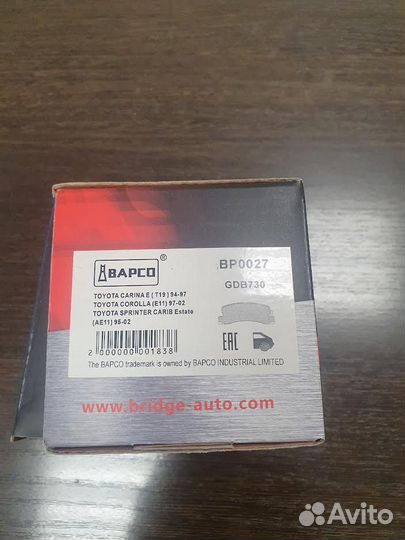 BAPCO®
BP0027
GDB730
TOYOTA CARINA E ( T19 ) 94-97
TOYOTA COROLLA (E11) 97-02
TOYOTA SPRINTER CARIB Estate
(AE11) 95-02
2 000000 001838
EAC
The BAPCO trademark is owned by BAPCO INDUSTRIAL LIMITED
www.bridge-auto.com
Avito